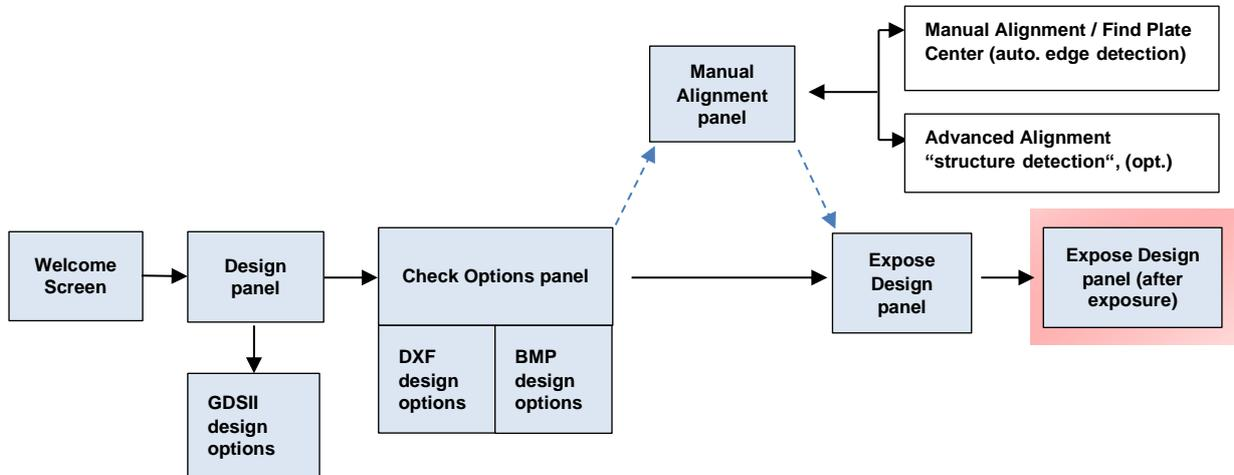 Manual Alignment / Find Plate
Center (auto. edge detection)
Manual
Alignment
panel
Advanced Alignment
“structure detection“, (opt.)
Welcome
Screen
Design
panel
Check Options panel
Expose
Design
panel
Expose Design
panel (after
exposure)
DXF
design
options
BMP
design
options
GDSII
design
options